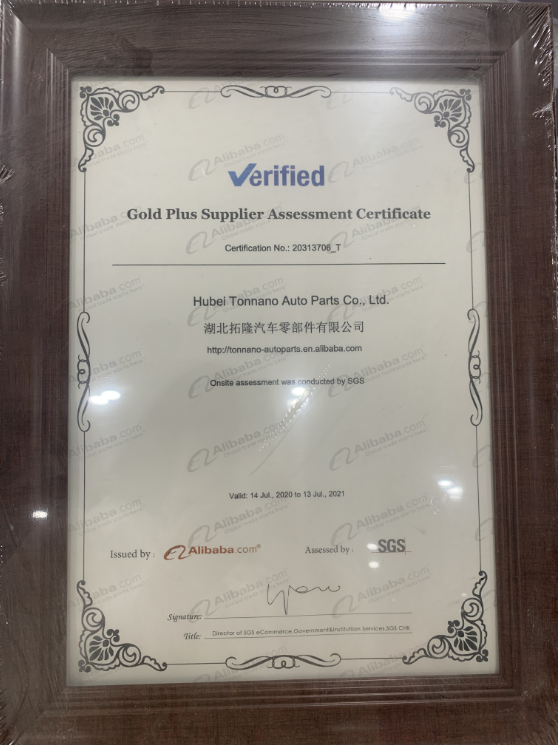 Verified
Gold Plus Supplier Assessment Certificate
Certification No.: 20313706_T
Hubei Tonnano Auto Parts Co., Ltd.
湖北拓隆汽车零部件有限公司
http://tonnano-autoparts.en.alibaba.com
Onsite assessment was conducted by SGS
Valid: 14 Jul., 2020 to 13 Jul., 2021
Issued by: Alibaba.com® Assessed by: SGS
Signature:
Title: Director of SGS eCommerce,Government&Institution Services,SGS CHK